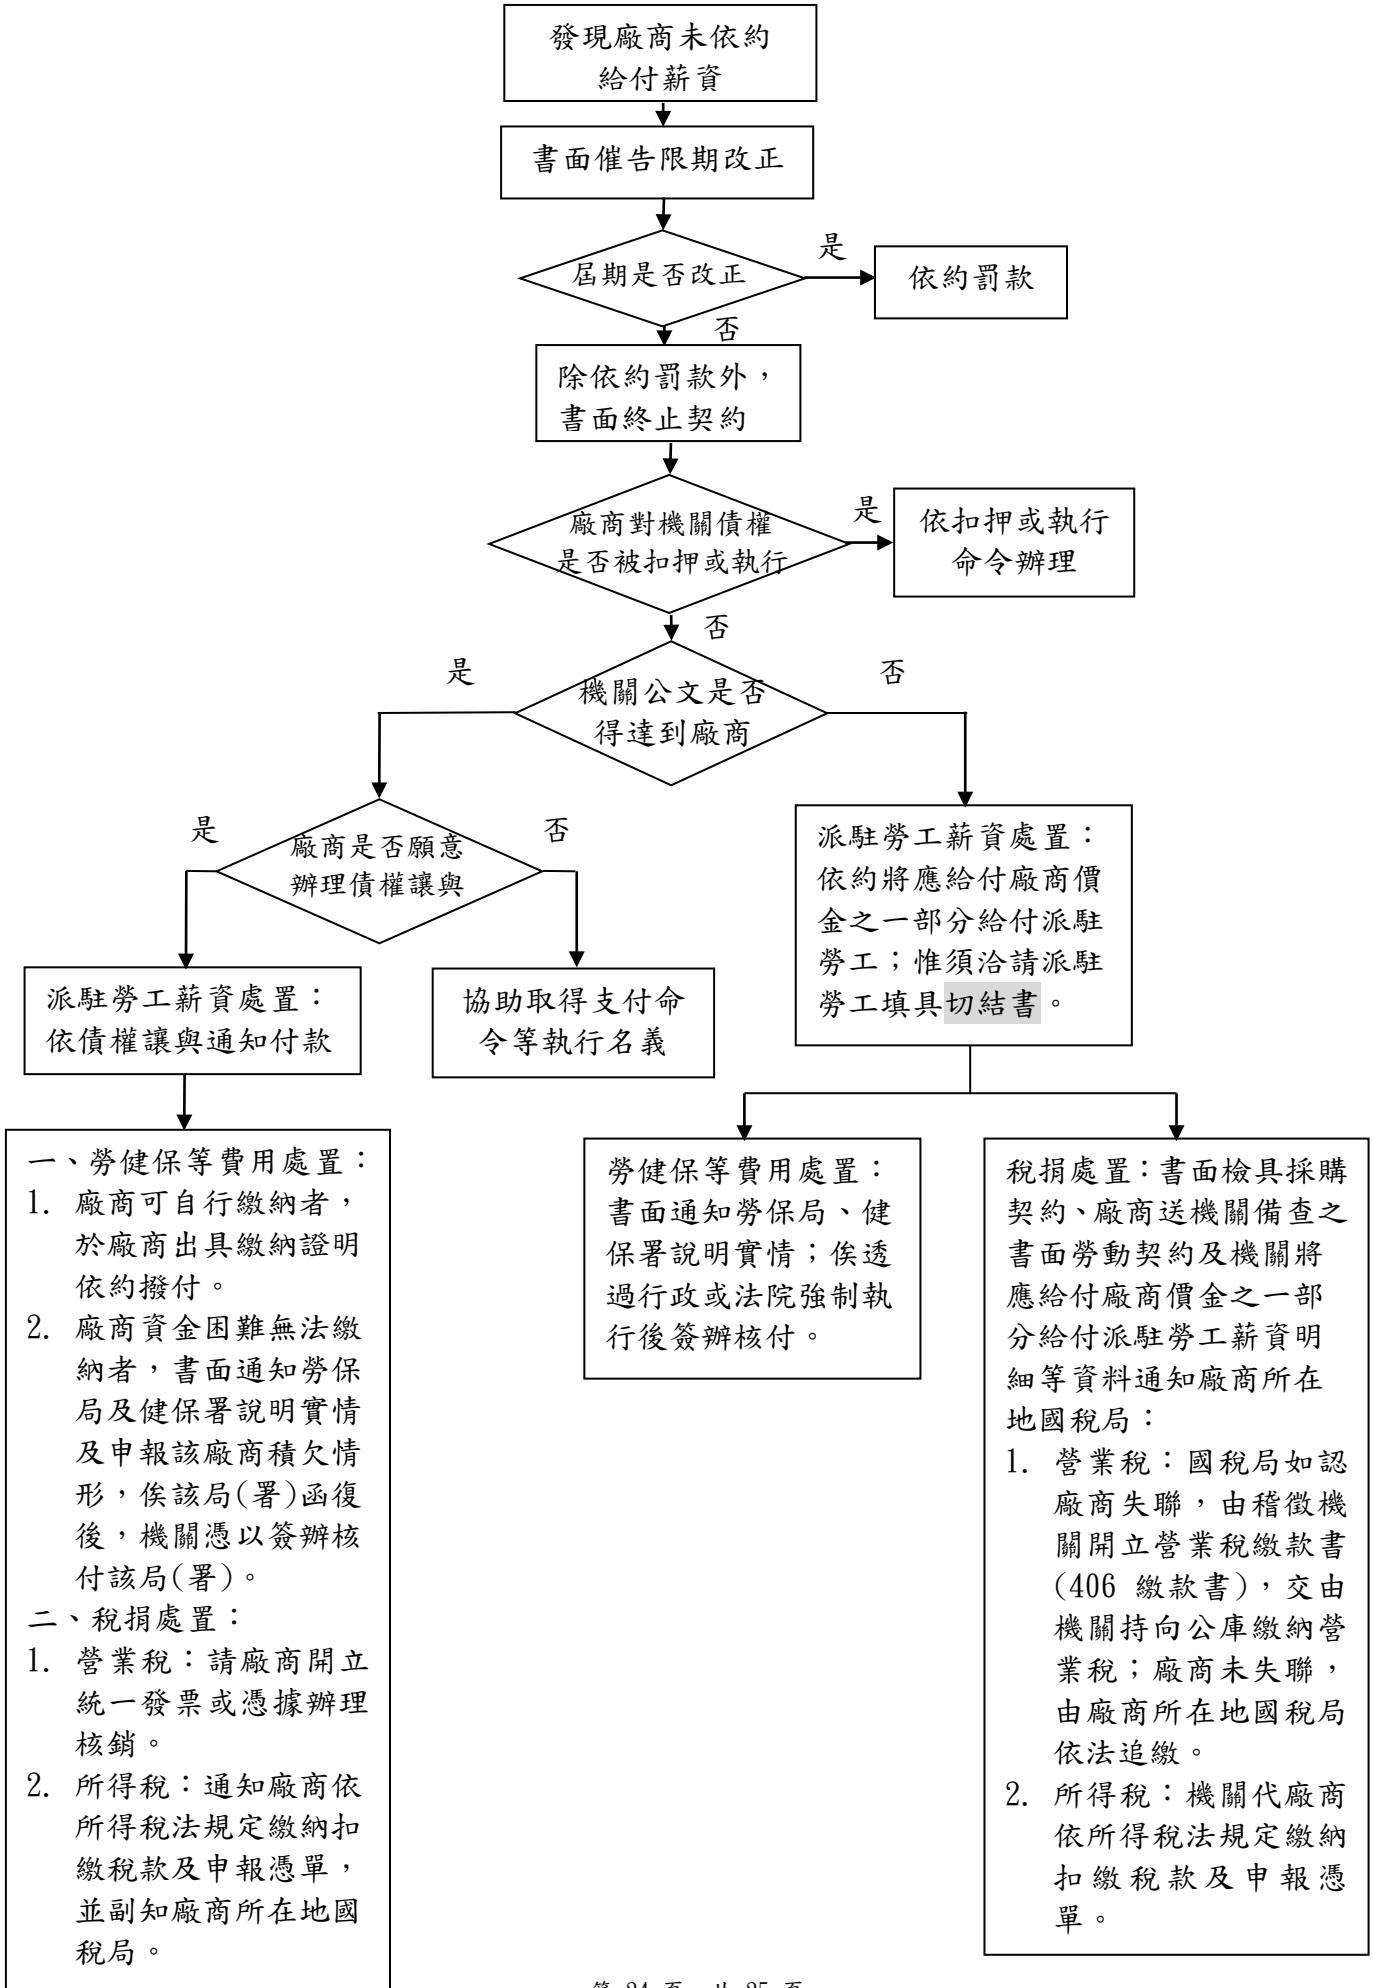 發現廠商未依約
給付薪資
書面催告限期改正
屆期是否改正
是
依約罰款
否
除依約罰款外，
書面終止契約
廠商對機關債權
是否被扣押或執行
是
依扣押或執行
命令辦理
否
機關公文是否
得達到廠商
是
否
廠商是否願意
辦理債權讓與
是
否
派駐勞工薪資處置：
依債權讓與通知付款
協助取得支付命
令等執行名義
派駐勞工薪資處置：
依約將應給付廠商價
金之一部分給付派駐
勞工；惟須洽請派駐
勞工填具切結書。
一、勞健保等費用處置：
1. 廠商可自行繳納者，
於廠商出具繳納證明
依約撥付。
2. 廠商資金困難無法繳
納者，書面通知勞保
局及健保署說明實情
及申報該廠商積欠情
形，俟該局(署)函復
後，機關憑以簽辦核
付該局(署)。
二、稅捐處置：
1. 營業稅：請廠商開立
統一發票或憑據辦理
核銷。
2. 所得稅：通知廠商依
所得稅法規定繳納扣
繳稅款及申報憑單，
並副知廠商所在地國
稅局。
勞健保等費用處置：
書面通知勞保局、健
保署說明實情；俟透
過行政或法院強制執
行後簽辦核付。
稅捐處置：書面檢具採購
契約、廠商送機關備查之
書面勞動契約及機關將
應給付廠商價金之一部
分給付派駐勞工薪資明
細等資料通知廠商所在
地國稅局：
1. 營業稅：國稅局如認
廠商失聯，由稽徵機
關開立營業稅繳款書
(406 繳款書)，交由
機關持向公庫繳納營
業稅；廠商未失聯，
由廠商所在地國稅局
依法追繳。
2. 所得稅：機關代廠商
依所得稅法規定繳納
扣繳稅款及申報憑
單。
第 24 頁，共 25 頁